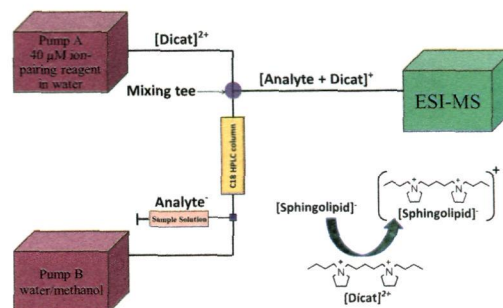 Pump A
40 µM ion-
pairing reagent
in water
[Dicat]²⁺
Mixing tee
[Analyte + Dicat]⁺
ESI-MS
C18 HPLC column
Analyte⁻
Sample Solution
Pump B
water/methanol
[Sphingolipid]⁻
N⁺
N⁺
+
[Sphingolipid]⁻
N⁺
N⁺
[Dicat]²⁺